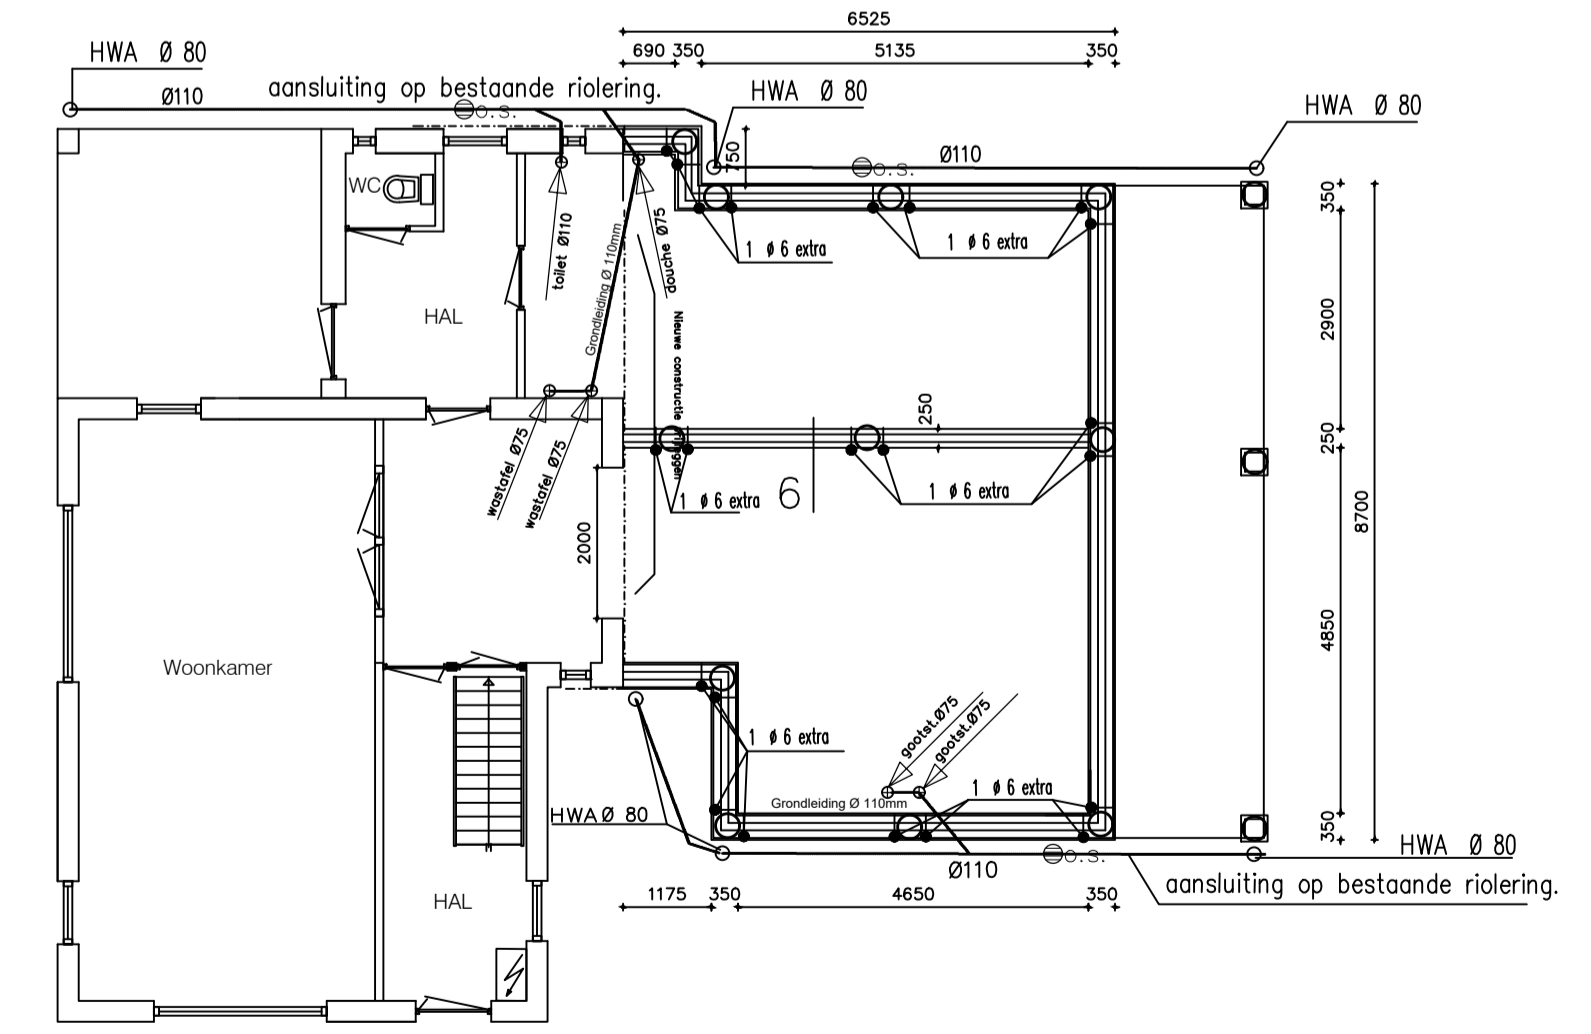 6525
690 350 5135 350
HWA Ø 80
Ø110
aansluiting op bestaande riolering.
O.S.
HWA Ø 80
HWA Ø 80
750
O.S.
Ø110
WC
350
toilet Ø110
Grondleiding Ø 110mm
douche Ø75
1 ø 6 extra
1 ø 6 extra
HAL
Nieuwe constructie
2900
250
250
wastafel Ø75
wastafel Ø75
1 ø 6 extra
6
1 ø 6 extra
8700
2000
Woonkamer
4850
gootst.Ø75
gootst.Ø75
1 ø 6 extra
1 ø 6 extra
Grondleiding Ø 110mm
HWA Ø 80
350
O.S.
HWA Ø 80
Ø110
aansluiting op bestaande riolering.
HAL
1175 350 4650 350